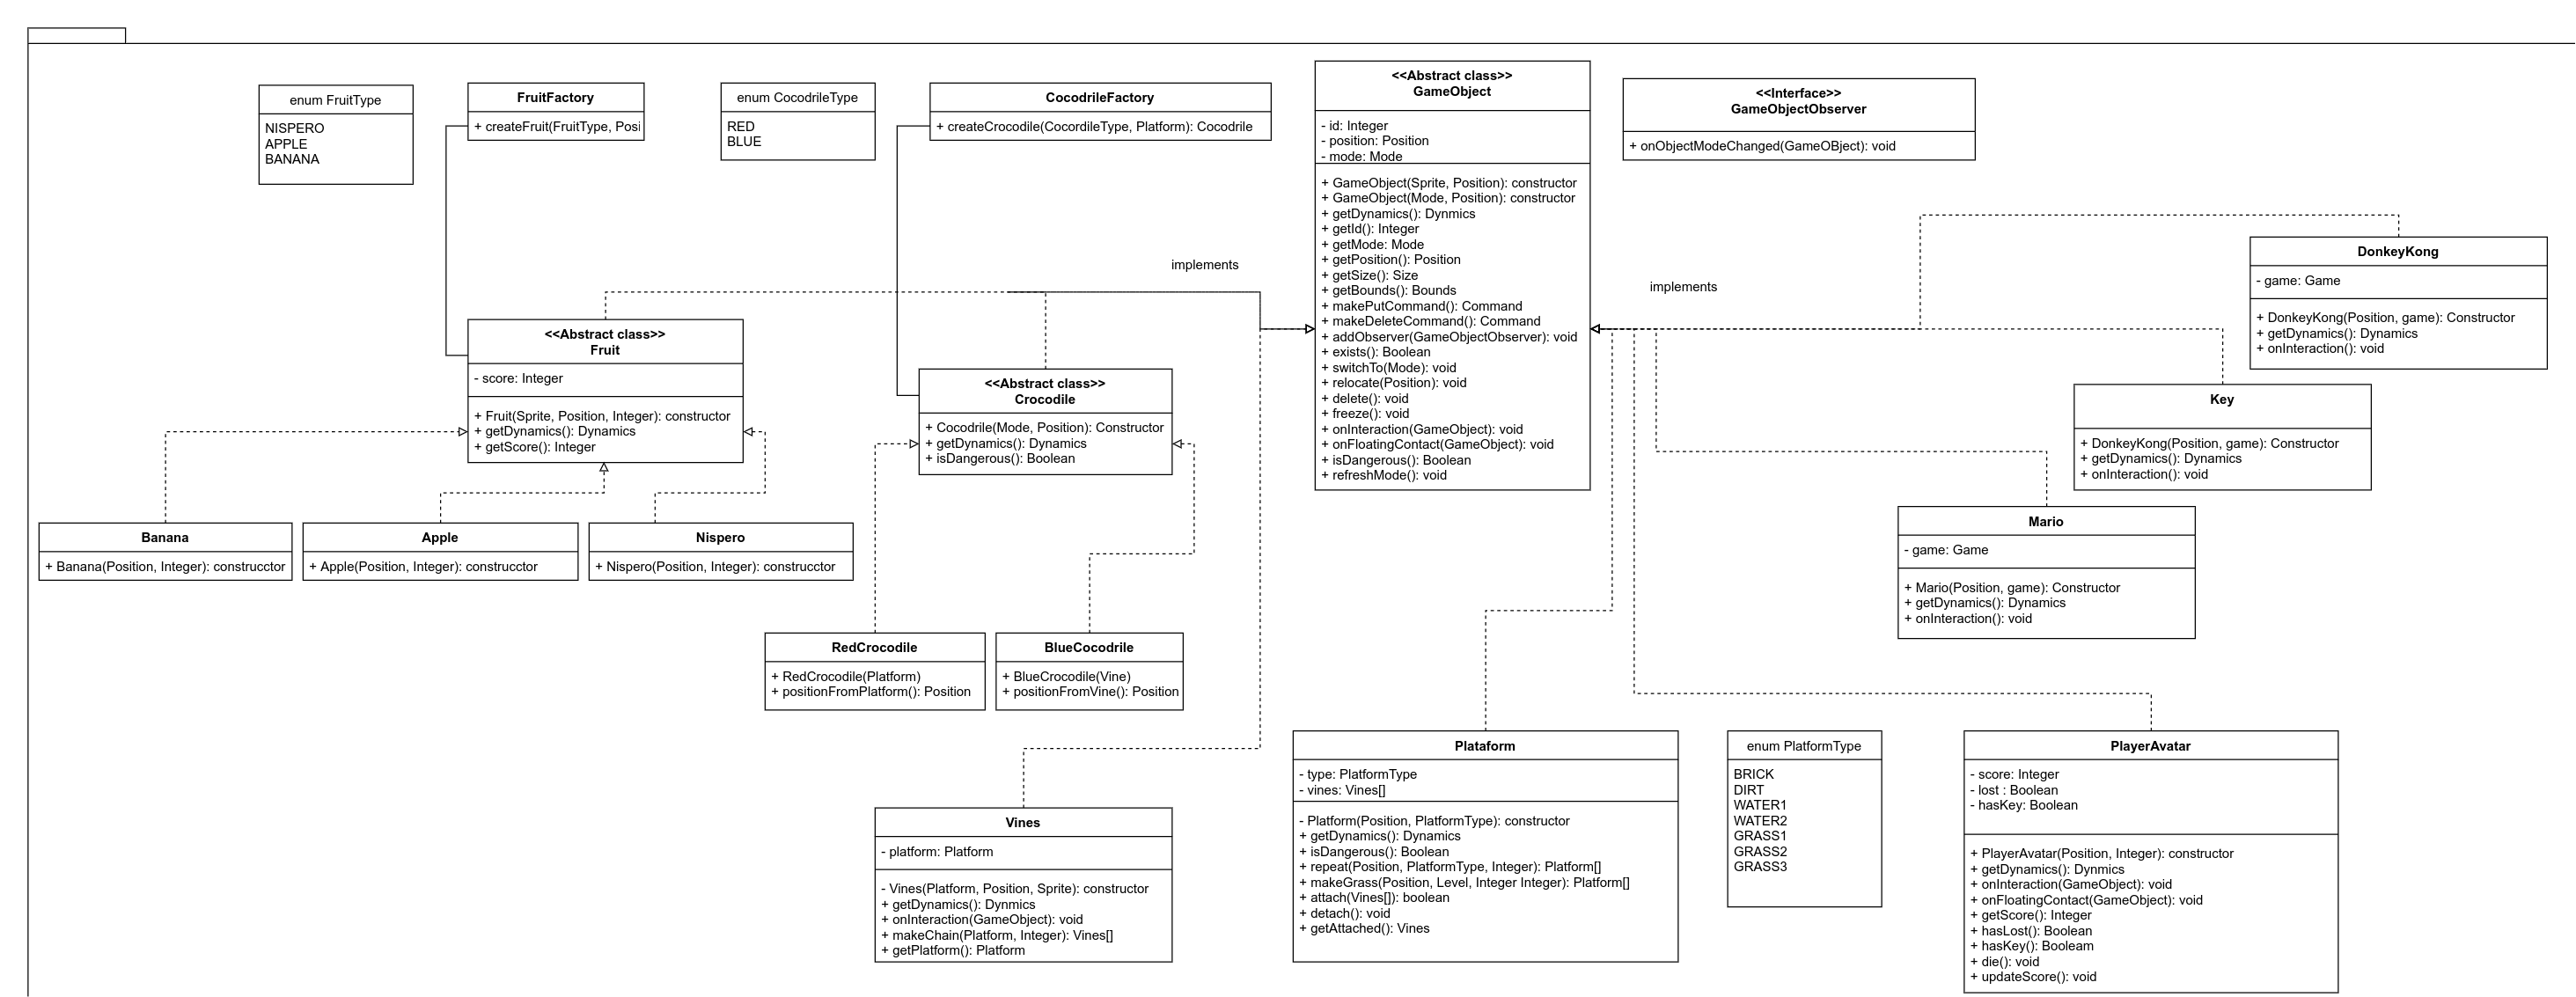 enum FruitType
NISPERO
APPLE
BANANA
FruitFactory
+ createFruit(FruitType, Posi
enum CocodrileType
RED
BLUE
CocodrileFactory
+ createCrocodile(CocordileType, Platform): Cocodrile
<<Abstract class>>
GameObject
- id: Integer
- position: Position
- mode: Mode
+ GameObject(Sprite, Position): constructor
+ GameObject(Mode, Position): constructor
+ getDynamics(): Dynmics
+ getId(): Integer
+ getMode: Mode
+ getPosition(): Position
+ getSize(): Size
+ getBounds(): Bounds
+ makePutCommand(): Command
+ makeDeleteCommand(): Command
+ addObserver(GameObjectObserver): void
+ exists(): Boolean
+ switchTo(Mode): void
+ relocate(Position): void
+ delete(): void
+ freeze(): void
+ onInteraction(GameObject): void
+ onFloatingContact(GameObject): void
+ isDangerous(): Boolean
+ refreshMode(): void
<<Interface>>
GameObjectObserver
+ onObjectModeChanged(GameOBject): void
implements
implements
DonkeyKong
- game: Game
+ DonkeyKong(Position, game): Constructor
+ getDynamics(): Dynamics
+ onInteraction(): void
<<Abstract class>>
Fruit
- score: Integer
+ Fruit(Sprite, Position, Integer): constructor
+ getDynamics(): Dynamics
+ getScore(): Integer
<<Abstract class>>
Crocodile
+ Cocodrile(Mode, Position): Constructor
+ getDynamics(): Dynamics
+ isDangerous(): Boolean
Key
+ DonkeyKong(Position, game): Constructor
+ getDynamics(): Dynamics
+ onInteraction(): void
Banana
+ Banana(Position, Integer): construcctor
Apple
+ Apple(Position, Integer): construcctor
Nispero
+ Nispero(Position, Integer): construcctor
Mario
- game: Game
+ Mario(Position, game): Constructor
+ getDynamics(): Dynamics
+ onInteraction(): void
RedCrocodile
+ RedCrocodile(Platform)
+ positionFromPlatform(): Position
BlueCocodrile
+ BlueCrocodile(Vine)
+ positionFromVine(): Position
Vines
- platform: Platform
- Vines(Platform, Position, Sprite): constructor
+ getDynamics(): Dynmics
+ onInteraction(GameObject): void
+ makeChain(Platform, Integer): Vines[]
+ getPlatform(): Platform
Plataform
- type: PlatformType
- vines: Vines[]
- Platform(Position, PlatformType): constructor
+ getDynamics(): Dynamics
+ isDangerous(): Boolean
+ repeat(Position, PlatformType, Integer): Platform[]
+ makeGrass(Position, Level, Integer Integer): Platform[]
+ attach(Vines[]): boolean
+ detach(): void
+ getAttached(): Vines
enum PlatformType
BRICK
DIRT
WATER1
WATER2
GRASS1
GRASS2
GRASS3
PlayerAvatar
- score: Integer
- lost : Boolean
- hasKey: Boolean
+ PlayerAvatar(Position, Integer): constructor
+ getDynamics(): Dynmics
+ onInteraction(GameObject): void
+ onFloatingContact(GameObject): void
+ getScore(): Integer
+ hasLost(): Boolean
+ hasKey(): Booleam
+ die(): void
+ updateScore(): void